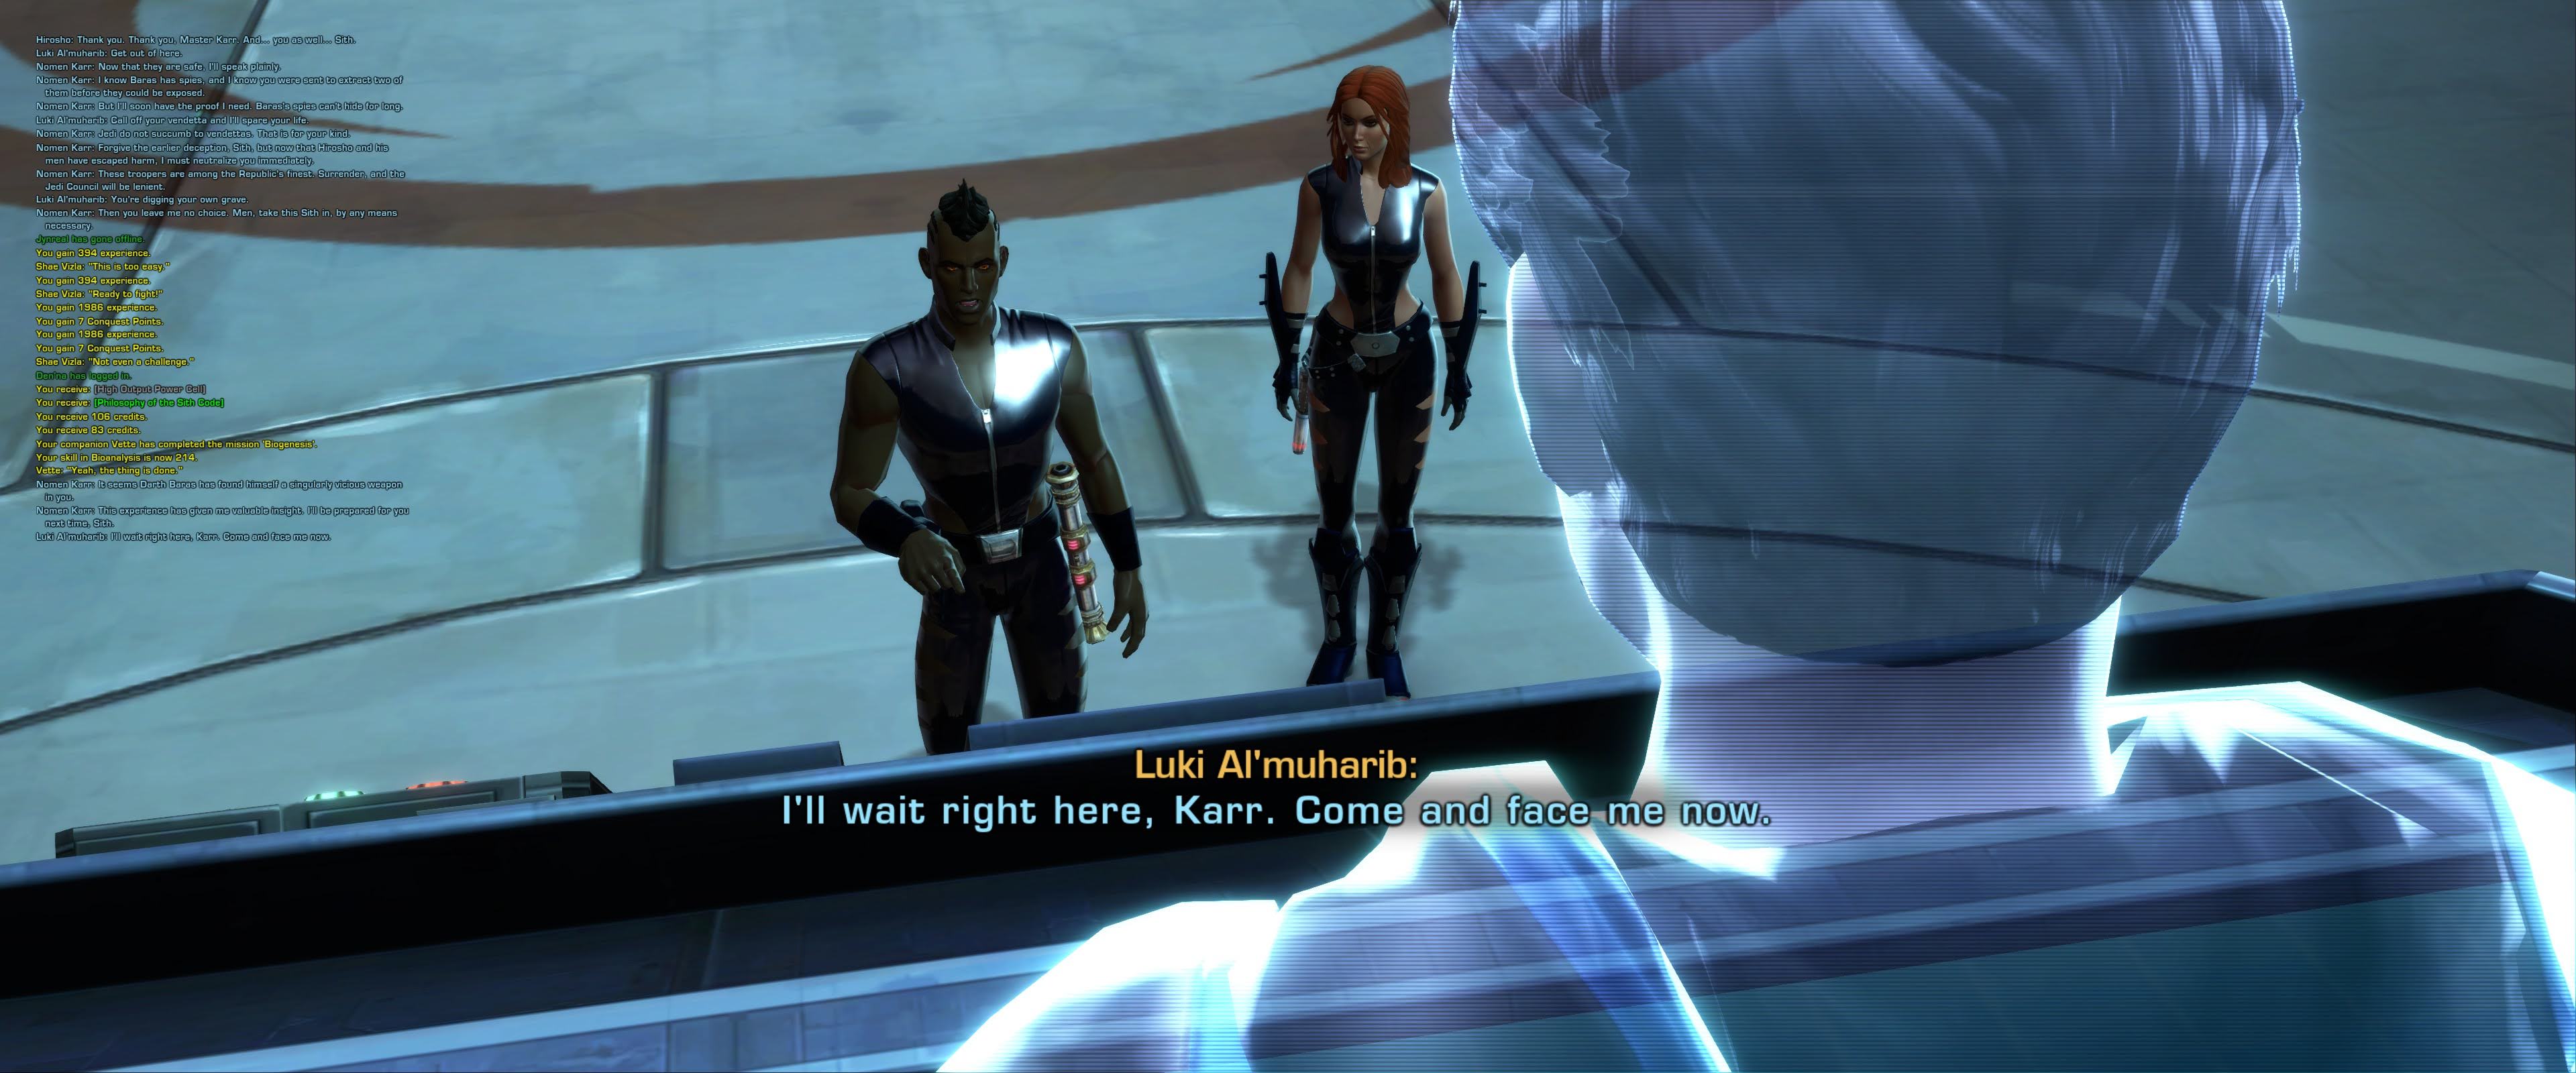 Hirosho: Thank you. Thank you, Master Karr. And... you as well... Sith.
Luki Al'muharib: Get out of here.
Nomen Karr: Now that they are safe, I'll speak plainly.
Nomen Karr: I know Baras has spies, and I know you were sent to extract two of
them before they could be exposed.
Nomen Karr: But I'll soon have the proof I need. Baras's spies can't hide for long.
Luki Al'muharib: Call off your vendetta and I'll spare your life.
Nomen Karr: Jedi do not succumb to vendettas. That is for your kind.
Nomen Karr: Forgive the earlier deception, Sith, but now that Hirosho and his
men have escaped harm, I must neutralize you immediately.
Nomen Karr: These troopers are among the Republic's finest. Surrender, and the
Jedi Council will be lenient.
Luki Al'muharib: You're digging your own grave.
Nomen Karr: Then you leave me no choice. Men, take this Sith in, by any means
necessary.
Jynreal has gone offline.
You gain 394 experience.
Shae Vizla: "This is too easy."
You gain 394 experience.
Shae Vizla: "Ready to fight!"
You gain 1986 experience.
You gain 7 Conquest Points.
You gain 1986 experience.
You gain 7 Conquest Points.
Shae Vizla: "Not even a challenge."
Den'na has logged in.
You receive: [High Output Power Cell]
You receive: [Philosophy of the Sith Code]
You receive 106 credits.
You receive 83 credits.
Your companion Vette has completed the mission 'Biogenesis'.
Your skill in Bioanalysis is now 214.
Vette: "Yeah, the thing is done."
Nomen Karr: It seems Darth Baras has found himself a singularly vicious weapon
in you.
Nomen Karr: This experience has given me valuable insight. I'll be prepared for you
next time, Sith.
Luki Al'muharib: I'll wait right here, Karr. Come and face me now.
Luki Al'muharib:
I'll wait right here, Karr. Come and face me now.